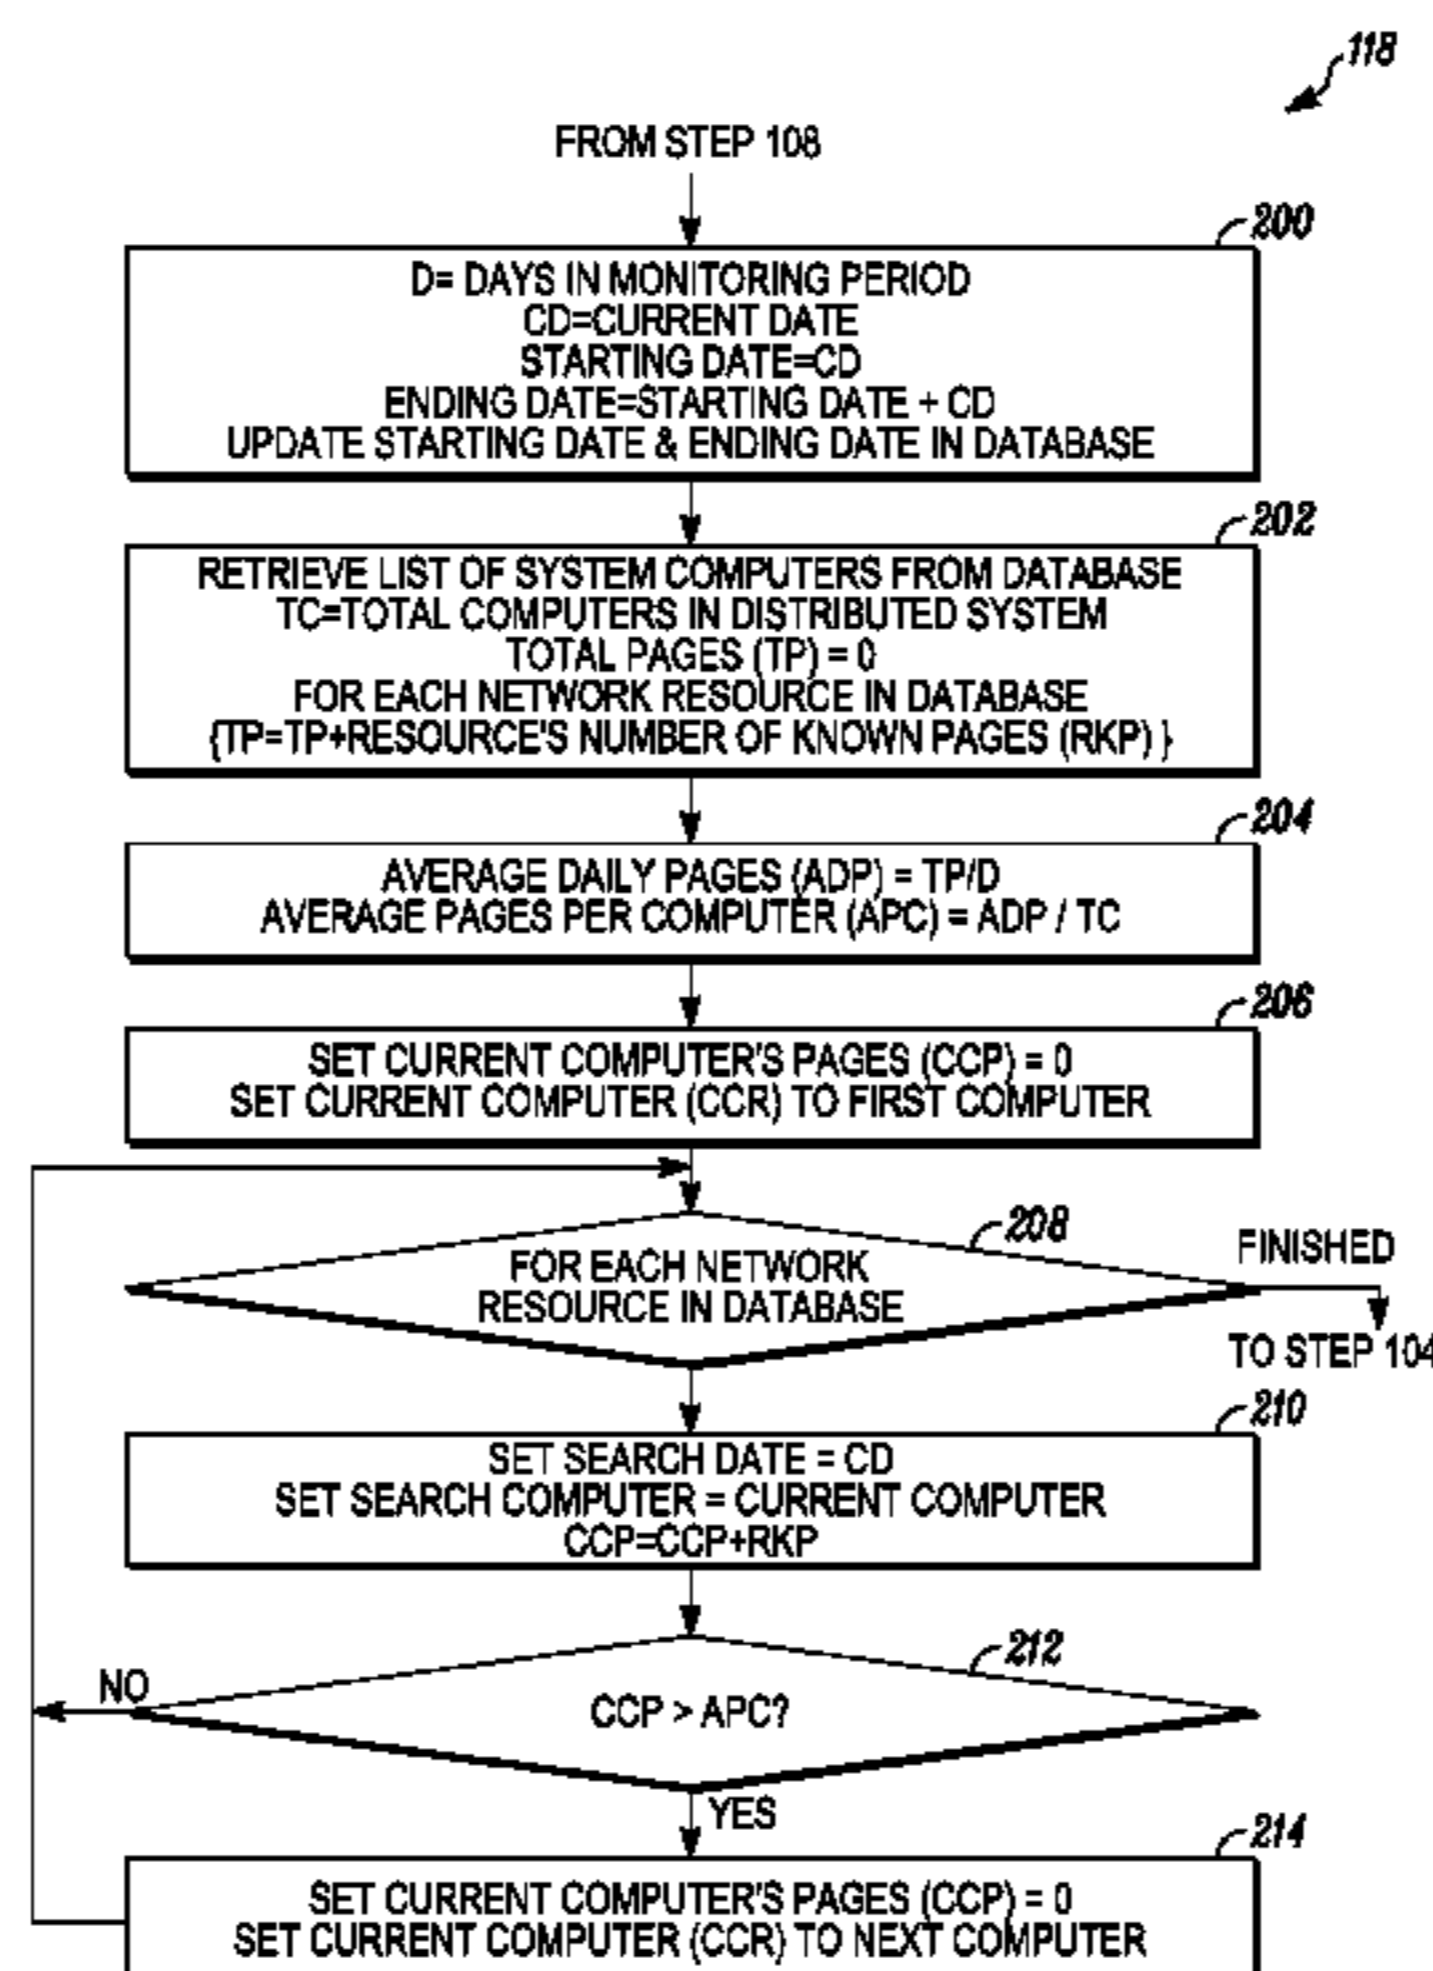 118
FROM STEP 108
200
D= DAYS IN MONITORING PERIOD
CD=CURRENT DATE
STARTING DATE=CD
ENDING DATE=STARTING DATE + CD
UPDATE STARTING DATE & ENDING DATE IN DATABASE
202
RETRIEVE LIST OF SYSTEM COMPUTERS FROM DATABASE
TC=TOTAL COMPUTERS IN DISTRIBUTED SYSTEM
TOTAL PAGES (TP) = 0
FOR EACH NETWORK RESOURCE IN DATABASE
{TP=TP+RESOURCE'S NUMBER OF KNOWN PAGES (RKP) }
204
AVERAGE DAILY PAGES (ADP) = TP/D
AVERAGE PAGES PER COMPUTER (APC) = ADP / TC
206
SET CURRENT COMPUTER'S PAGES (CCP) = 0
SET CURRENT COMPUTER (CCR) TO FIRST COMPUTER
208
FOR EACH NETWORK
RESOURCE IN DATABASE
FINISHED
TO STEP 104
210
SET SEARCH DATE = CD
SET SEARCH COMPUTER = CURRENT COMPUTER
CCP=CCP+RKP
212
NO
CCP > APC?
YES
214
SET CURRENT COMPUTER'S PAGES (CCP) = 0
SET CURRENT COMPUTER (CCR) TO NEXT COMPUTER